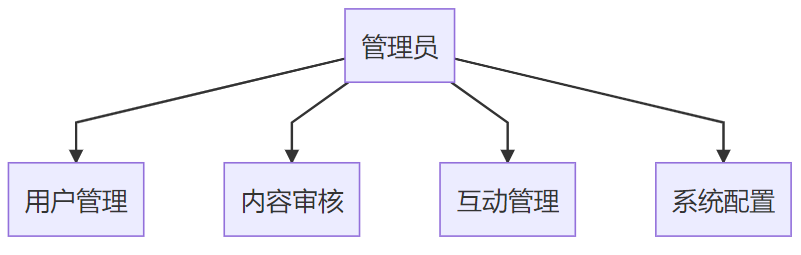 管理员
用户管理
内容审核
互动管理
系统配置